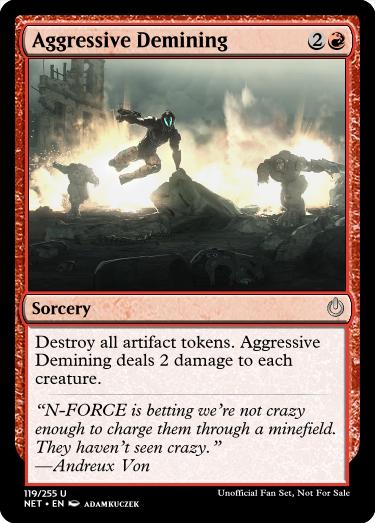 Aggressive Demining 2
Sorcery
Destroy all artifact tokens. Aggressive
Demining deals 2 damage to each
creature.
“N-FORCE is betting we’re not crazy
enough to charge them through a minefield.
They haven’t seen crazy.”
—Andreux Von
119/255 U
NET • EN ADAMKUCZEK
Unofficial Fan Set, Not For Sale